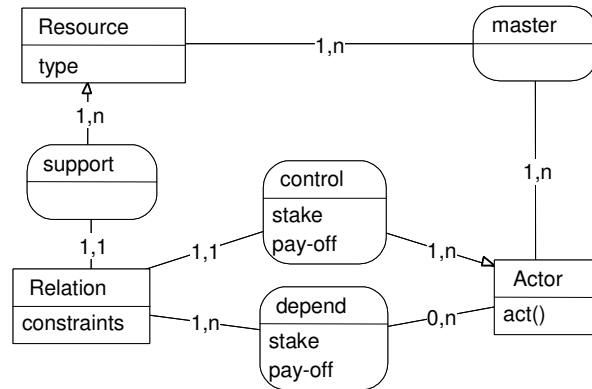 Resource
type
1,n
master
1,n
support
1,n
control
stake
pay-off
1,1
1,1
1,n
Relation
constraints
1,n
depend
stake
pay-off
0,n
Actor
act()